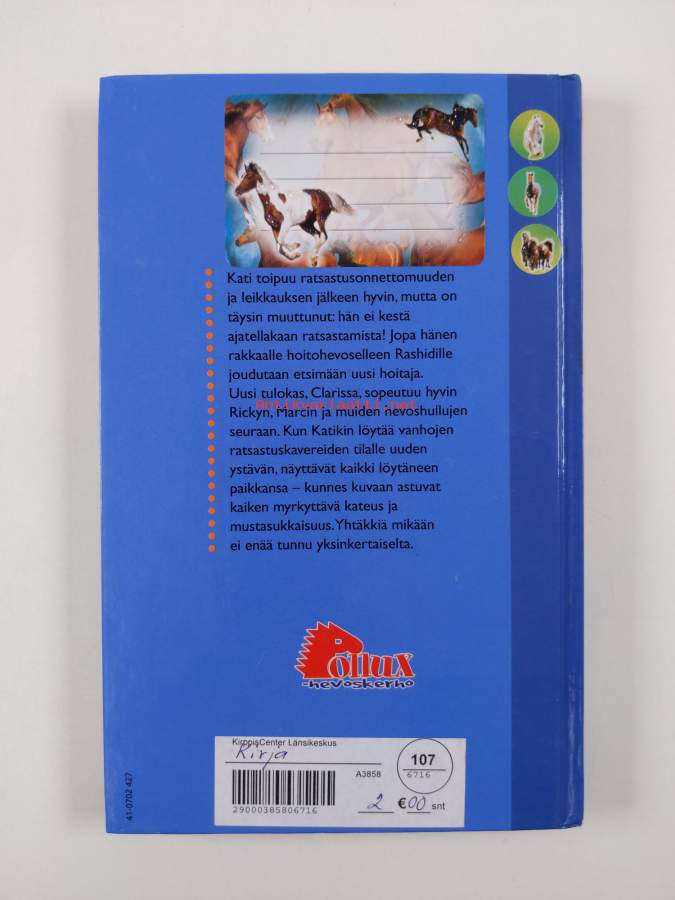 Kati toipuu ratsastusonnettomuuden
ja leikkauksen jälkeen hyvin, mutta on
täysin muuttunut: hän ei kestä
ajatellakaan ratsastamista! Jopa hänen
rakkaalle hoitohevoselleen Rashidille
joudutaan etsimään uusi hoitaja.
Uusi tulokas, Clarissa, sopeutuu hyvin
Antikvariaatti.net
Rickyn, Marcin ja muiden hevoshullujen
seuraan. Kun Katikin löytää vanhojen
ratsastuskavereiden tilalle uuden
ystävän, näyttävät kaikki löytäneen
paikkansa – kunnes kuvaan astuvat
kaiken myrkyttävä kateus ja
mustasukkaisuus. Yhtäkkiä mikään
ei enää tunnu yksinkertaiselta.
Pollux
-hevoskerho
KirppisCenter Länsikeskus
Kirja
107
6716
A3858
29000385806716
2 €00 snt
41-0702 427